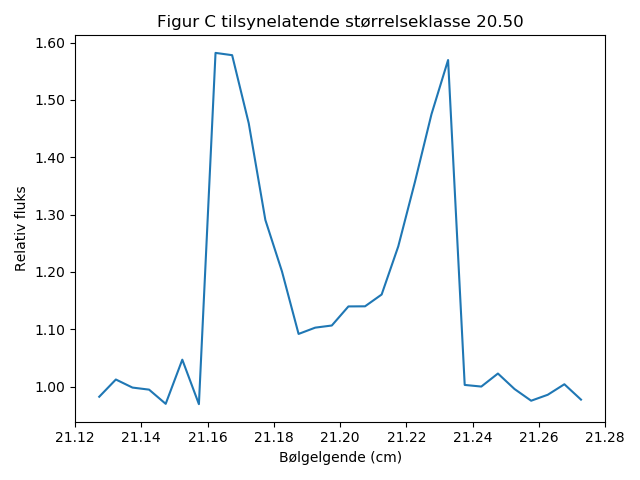 Figur C tilsynelatende størrelseklasse 20.50
Relativ fluks
1.60
1.50
1.40
1.30
1.20
1.10
1.00
21.12 21.14 21.16 21.18 21.20 21.22 21.24 21.26 21.28
Bølgelgende (cm)